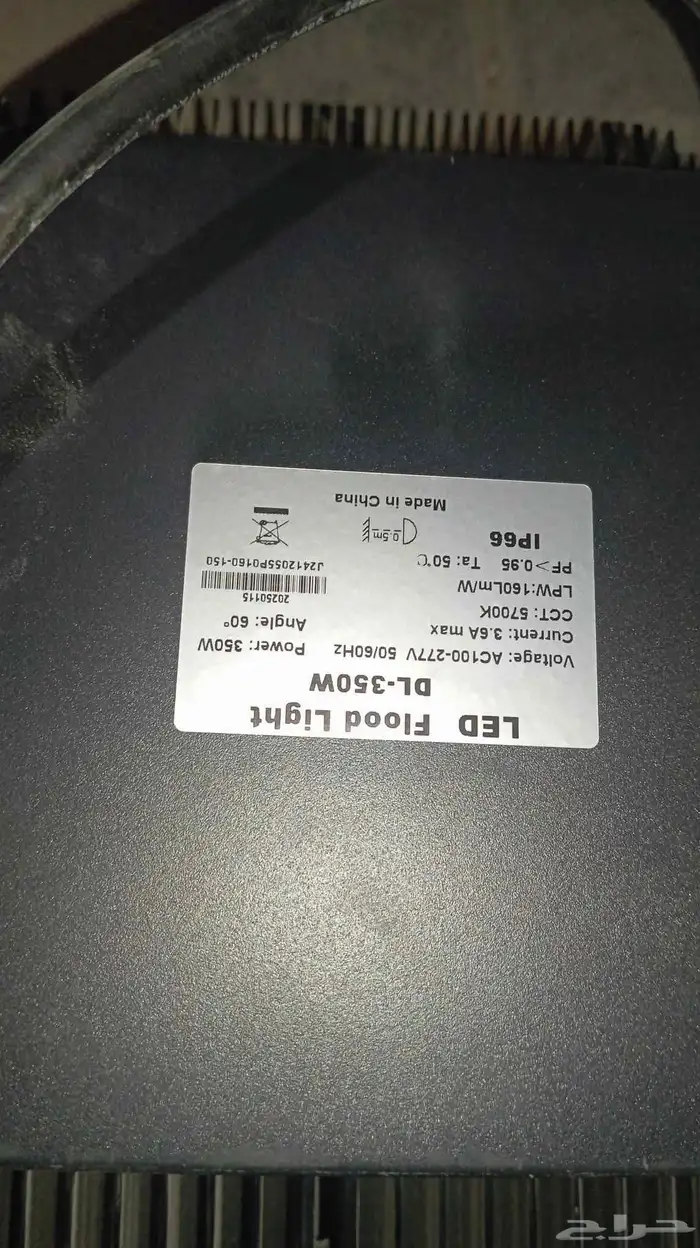 LED Flood Light
DL-350W
Voltage: AC100-277V 50/60Hz
Power: 350W
Current: 3.6A max
Angle: 60°
CCT: 5700K
20250115
LPW:160Lm/W
J2412055P0160-150
PF>0.95 Ta: 50℃
IP66
0.5m
Made in China
حراج